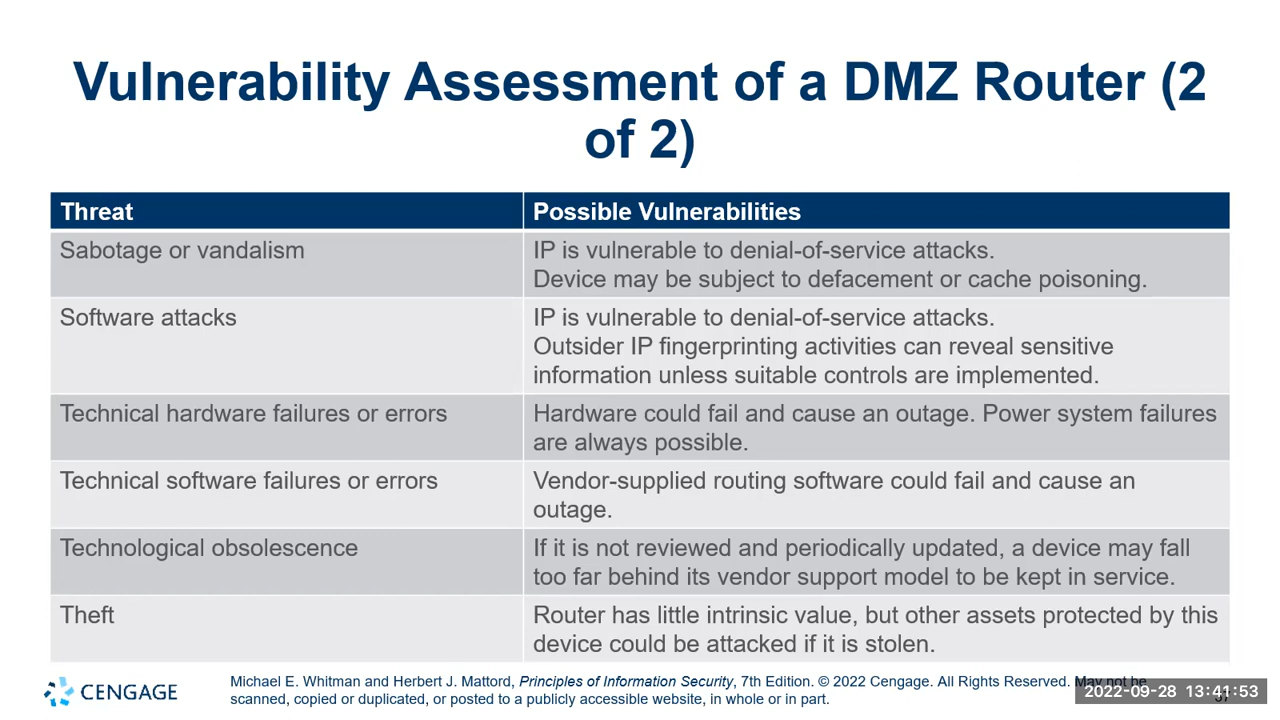 Vulnerability Assessment of a DMZ Router (2
of 2)
Threat
Possible Vulnerabilities
Sabotage or vandalism
IP is vulnerable to denial-of-service attacks.
Device may be subject to defacement or cache poisoning.
Software attacks
IP is vulnerable to denial-of-service attacks.
Outsider IP fingerprinting activities can reveal sensitive
information unless suitable controls are implemented.
Technical hardware failures or errors
Hardware could fail and cause an outage. Power system failures
are always possible.
Technical software failures or errors
Vendor-supplied routing software could fail and cause an
outage.
Technological obsolescence
If it is not reviewed and periodically updated, a device may fall
too far behind its vendor support model to be kept in service.
Theft
Router has little intrinsic value, but other assets protected by this
device could be attacked if it is stolen.
CENGAGE
Michael E. Whitman and Herbert J. Mattord, Principles of Information Security, 7th Edition. © 2022 Cengage. All Rights Reserved. May not be
scanned, copied or duplicated, or posted to a publicly accessible website, in whole or in part.
2022-09-28 13:41:53